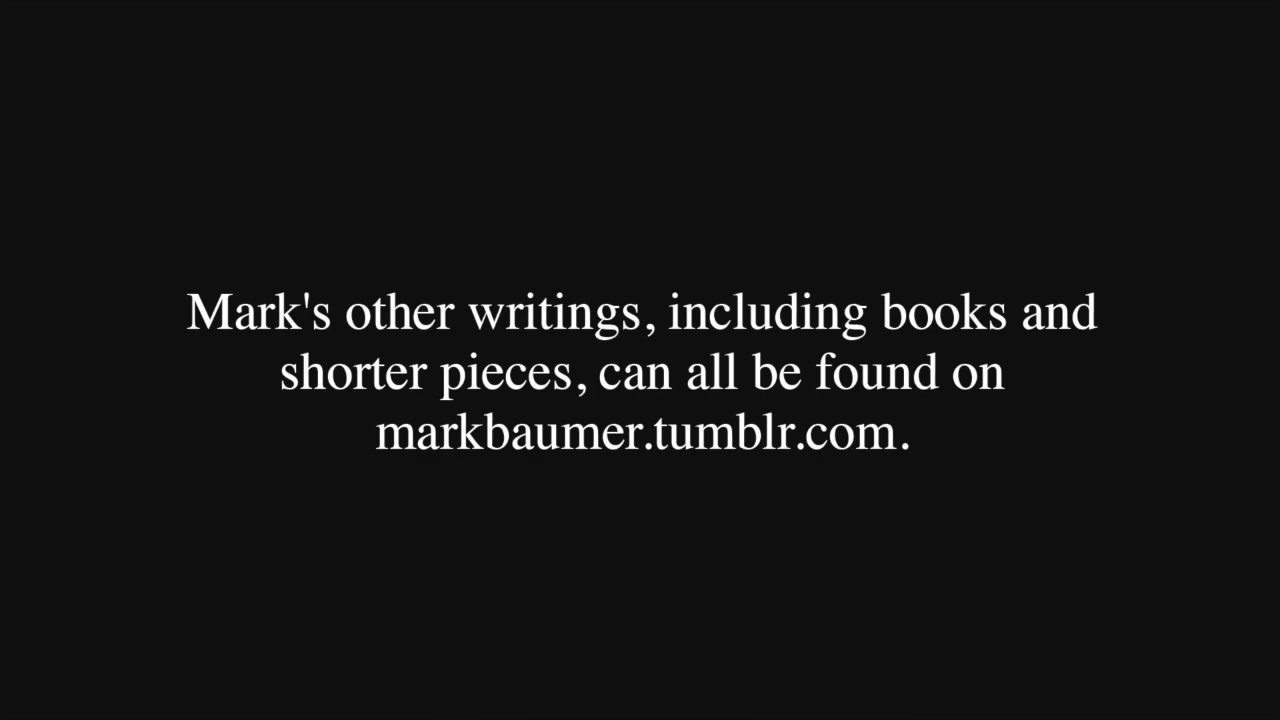 Mark's other writings, including books and
shorter pieces, can all be found on
markbaumer.tumblr.com.